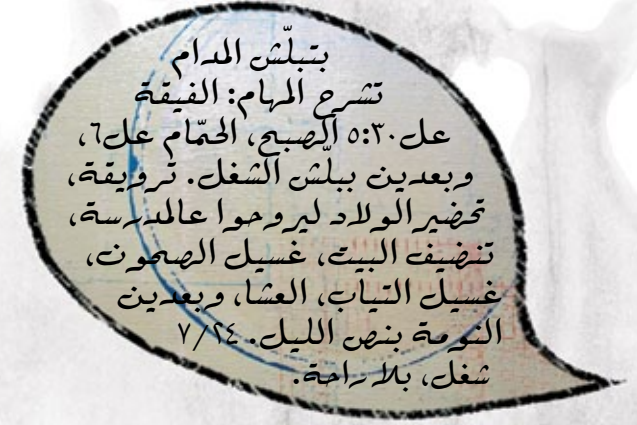 بتبلّش المدام
تشرح المهام: الفيقة
عل٥:٣٠ الصبح، الحمّام عل٦،
وبعدين ببلّش الشغل. ترويقة،
تحضير الولاد ليروحوا عالمدرسة،
تنضيف البيت، غسيل الصحون،
غسيل التياب، العشا، وبعدين
النومة بنص الليل. ٧/٢٤
شغل، بلا راحة.